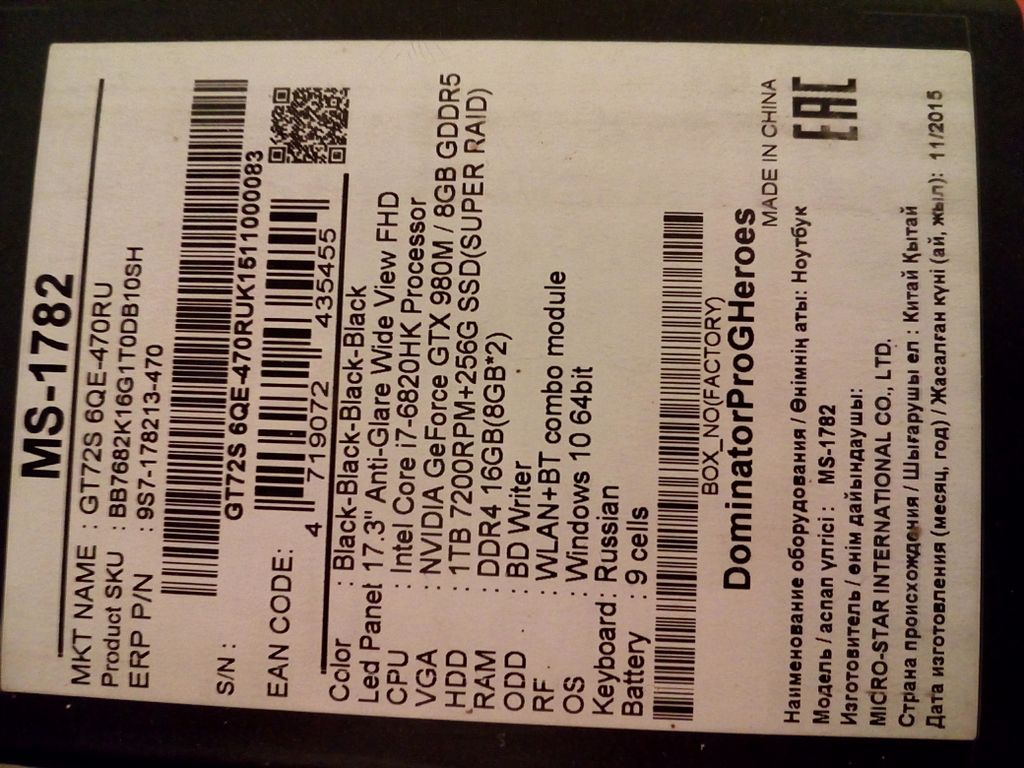 MS-1782
MKT NAME : GT72S 6QE-470RU
Product SKU : BB7682K16G1T0DB10SH
ERP P/N : 9S7-178213-470
S/N :
GT72S 6QE-470RUK1511000083
EAN CODE:
4 719072 435455
Color : Black-Black-Black-Black
Led Panel 17.3" Anti-Glare Wide View FHD
CPU : Intel Core i7-6820HK Processor
VGA : NVIDIA GeForce GTX 980M / 8GB GDDR5
HDD : 1TB 7200RPM+256G SSD(SUPER RAID)
RAM : DDR4 16GB(8GB*2)
ODD : BD Writer
RF : WLAN+BT combo module
OS : Windows 10 64bit
Keyboard: Russian
Battery : 9 cells
BOX_NO(FACTORY)
DominatorProGHeroes
MADE IN CHINA
EAC
Наименование оборудования / Өнімнің аты: Ноутбук
Модель / аспап үлгісі : MS-1782
Изготовитель / өнім дайындаушы:
MICRO-STAR INTERNATIONAL CO., LTD.
Страна происхождения / Шығарушы ел : Китай Қытай
Дата изготовления (месяц, год) / Жасалған күні (ай, жыл): 11/2015